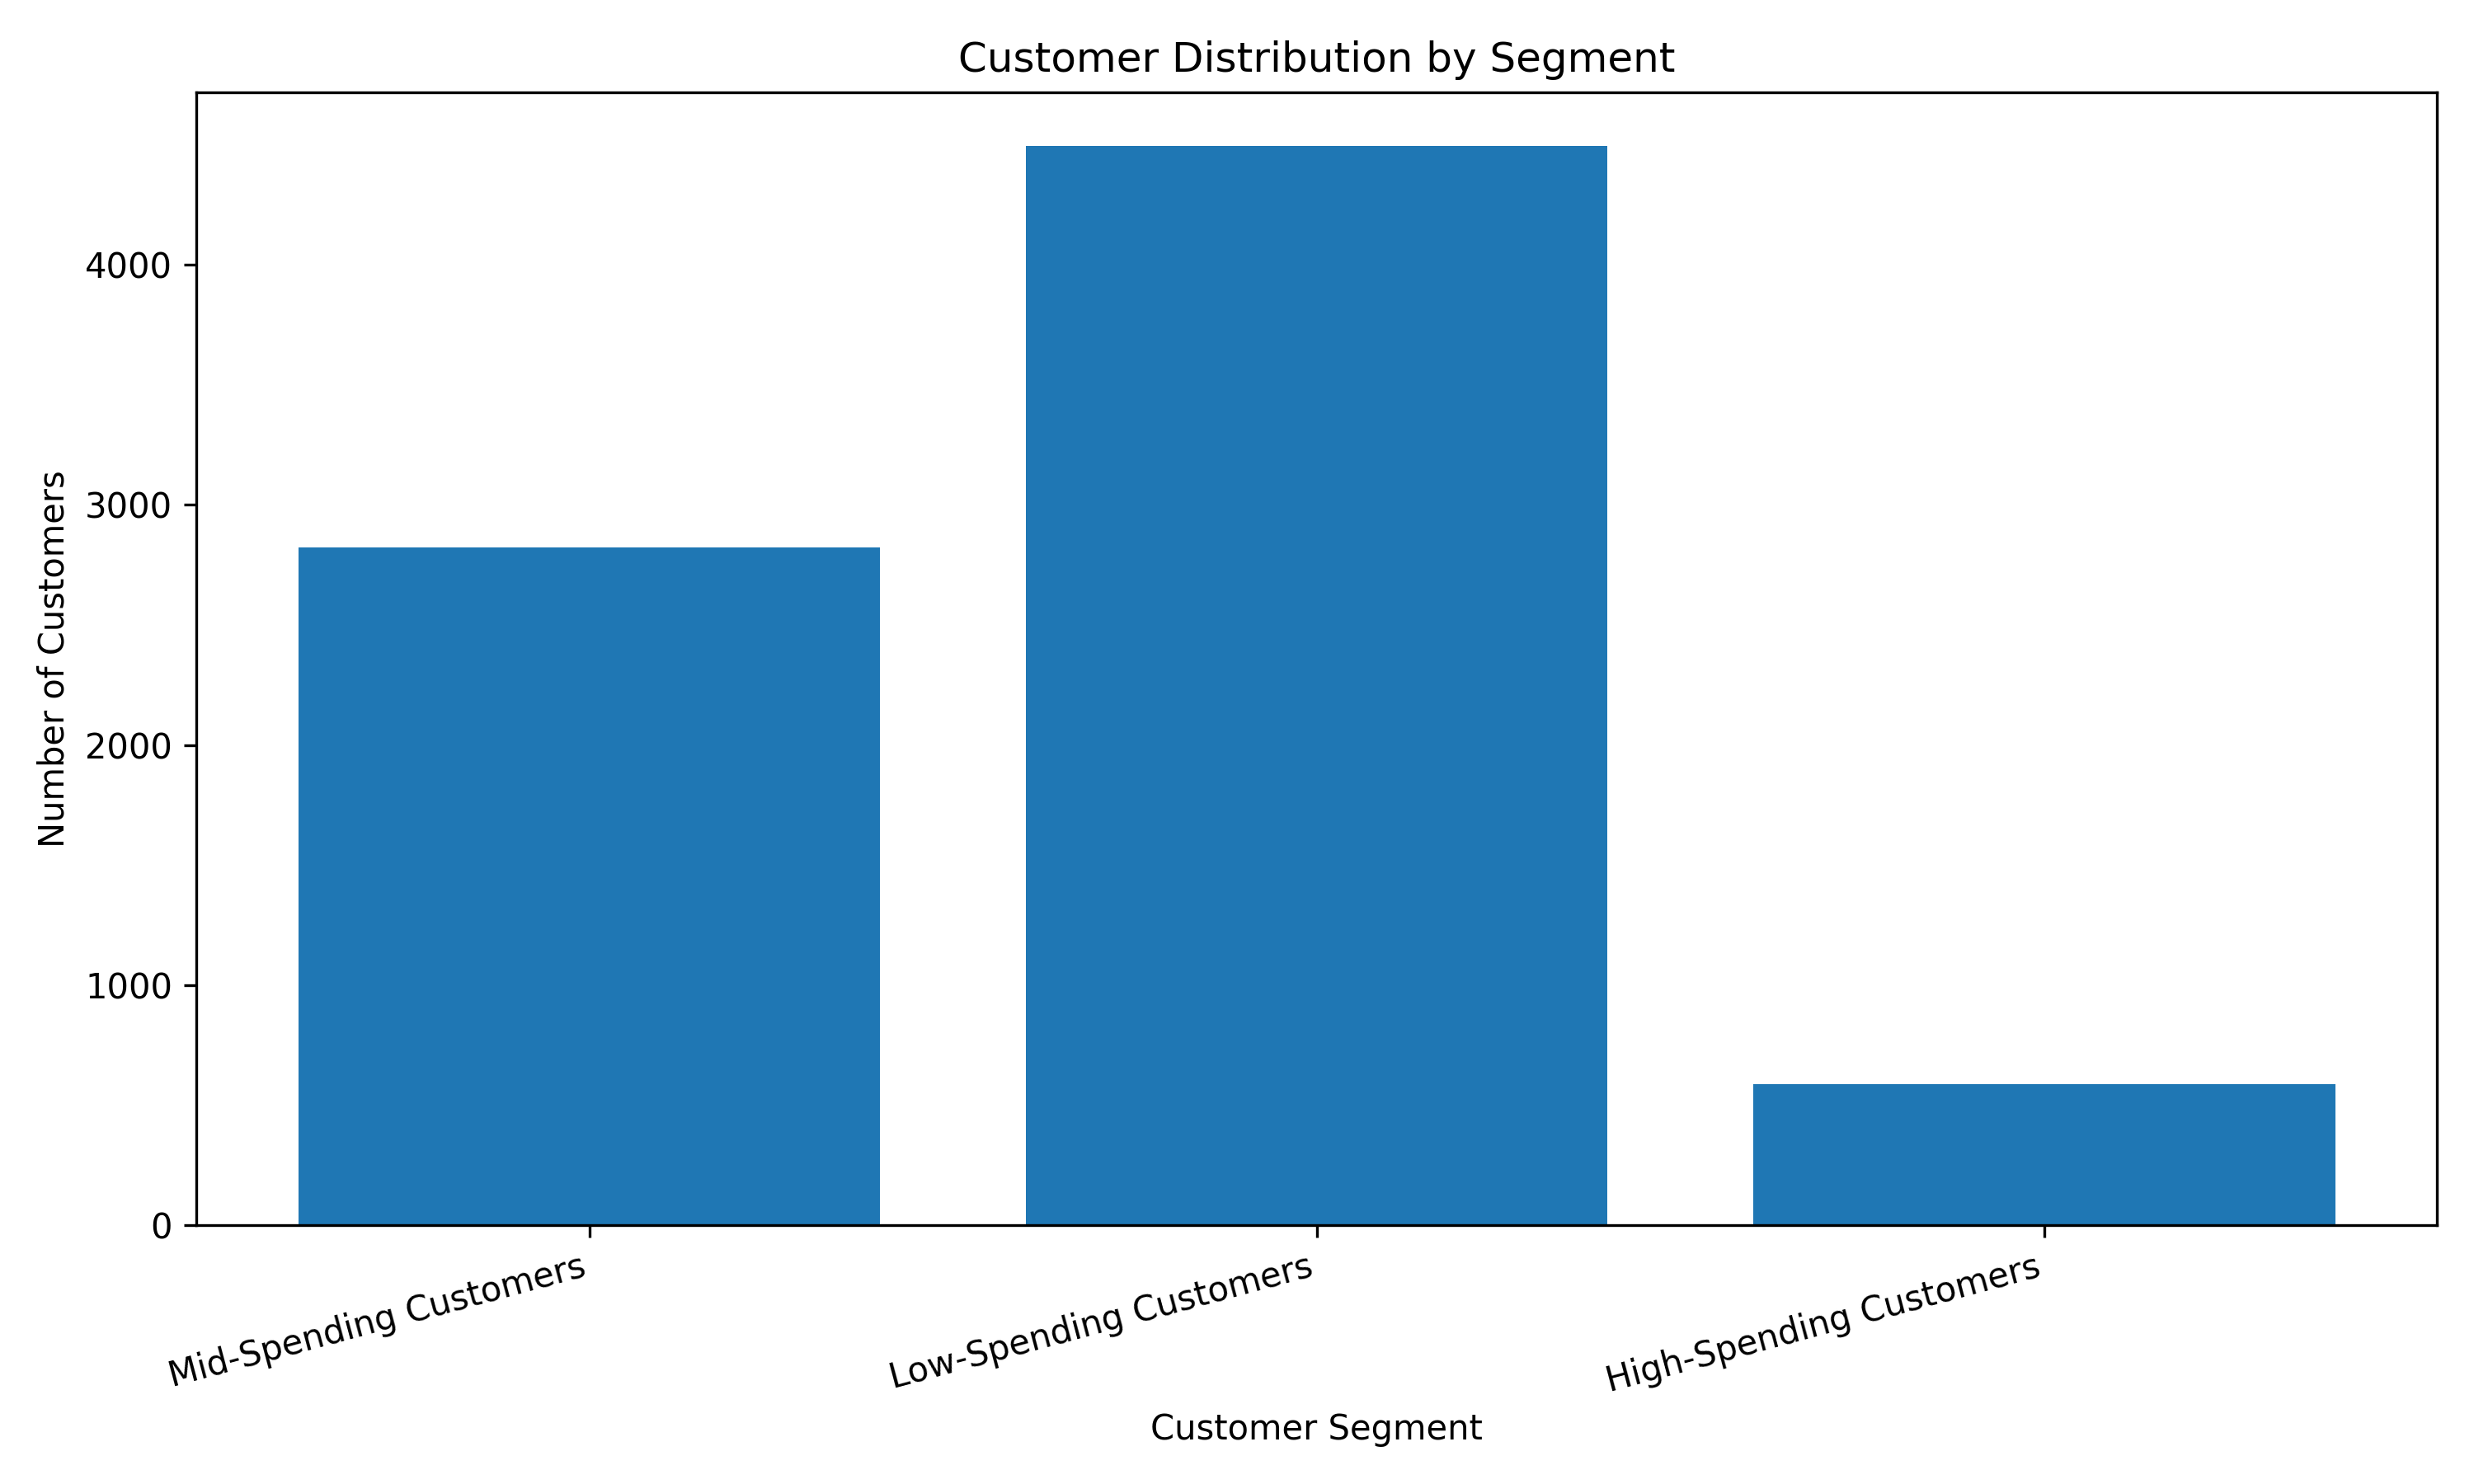 Customer Distribution by Segment
Number of Customers
4000
3000
2000
1000
0
Mid-Spending Customers
Low-Spending Customers
High-Spending Customers
Customer Segment